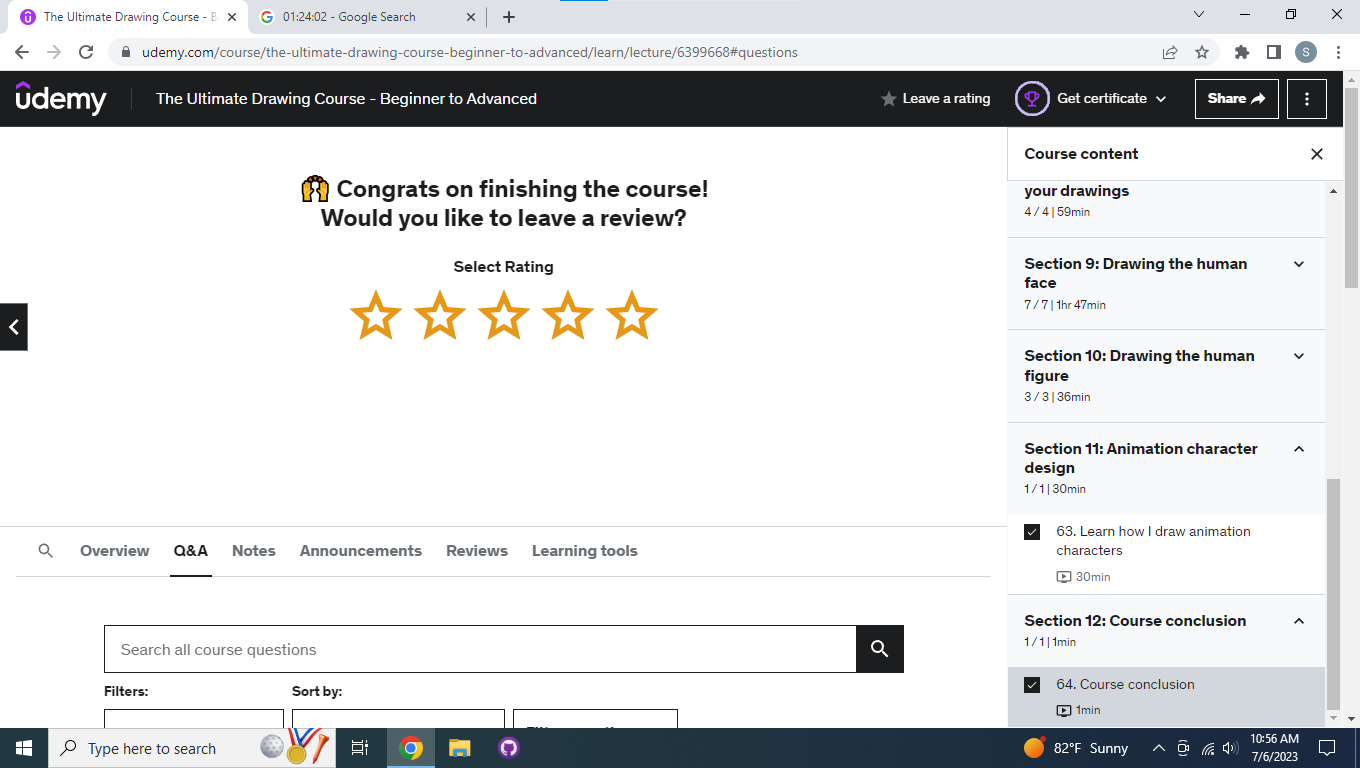 The Ultimate Drawing Course - B
01:24:02 - Google Search
udemy.com/course/the-ultimate-drawing-course-beginner-to-advanced/learn/lecture/6399668#questions
S
udemy
The Ultimate Drawing Course - Beginner to Advanced
Leave a rating
Get certificate
Share
Congrats on finishing the course!
Would you like to leave a review?
Select Rating
Overview
Q&A
Notes
Announcements
Reviews
Learning tools
Search all course questions
Filters:
Sort by:
Course content
your drawings
4 / 4 | 59min
Section 9: Drawing the human
face
7 / 7 | 1hr 47min
Section 10: Drawing the human
figure
3 / 3 | 36min
Section 11: Animation character
design
1 / 1 | 30min
63. Learn how I draw animation
characters
30min
Section 12: Course conclusion
1 / 1 | 1min
64. Course conclusion
1min
Type here to search
82°F Sunny
10:56 AM
7/6/2023